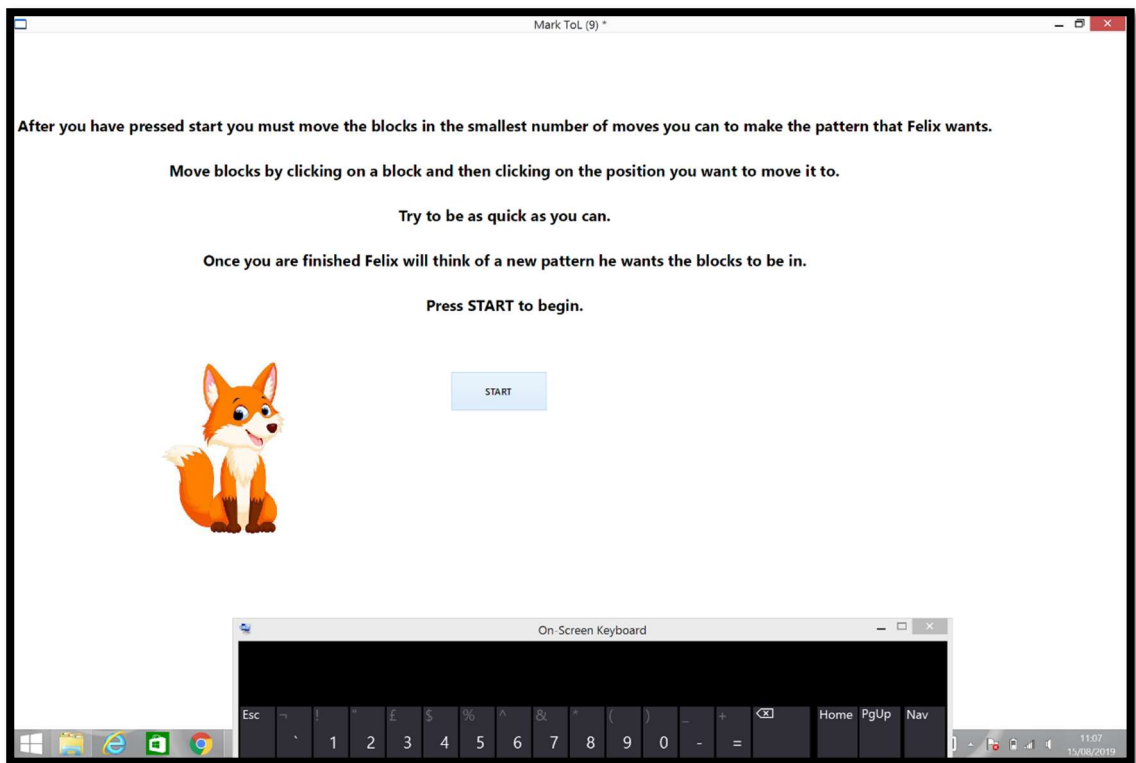 Mark ToL (9) *
After you have pressed start you must move the blocks in the smallest number of moves you can to make the pattern that Felix wants.
Move blocks by clicking on a block and then clicking on the position you want to move it to.
Try to be as quick as you can.
Once you are finished Felix will think of a new pattern he wants the blocks to be in.
Press START to begin.
START
On-Screen Keyboard
Esc ¬ ! " £ $ % ^ & * ( ) _ + Home PgUp Nav
` 1 2 3 4 5 6 7 8 9 0 - =
11:07
15/08/2019